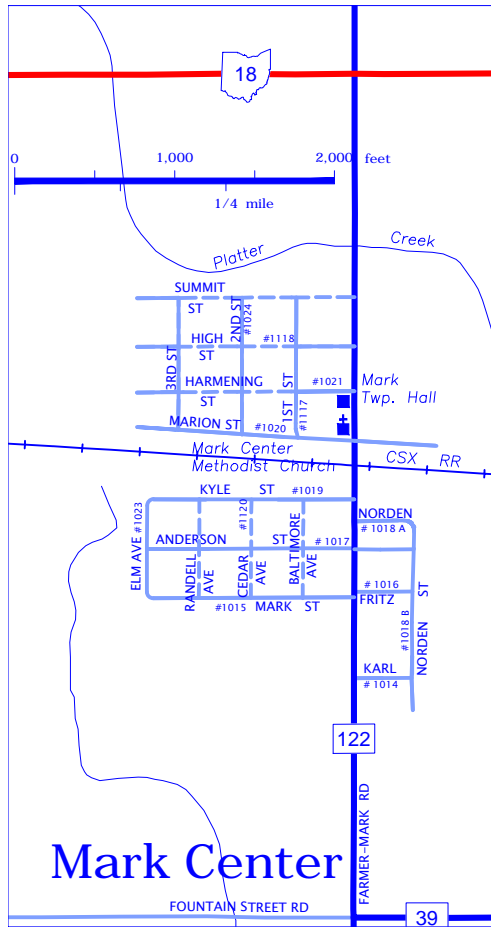 18
0 1,000 2,000 feet
1/4 mile
Platter Creek
SUMMIT
ST
2ND ST
#1024
HIGH
ST
#1118
3RD ST
HARMENING
ST
1ST ST
#1117
#1021
Mark
Twp. Hall
MARION ST
#1020
Mark Center
Methodist Church
CSX RR
KYLE ST #1019
ELM AVE #1023
#1120
NORDEN
# 1018 A
ANDERSON ST #1017
RANDELL
AVE
CEDAR
AVE
BALTIMORE
AVE
# 1016
FRITZ
#1015 MARK ST
#1018 B
NORDEN ST
KARL
# 1014
122
FARMER-MARK RD
Mark Center
FOUNTAIN STREET RD
39